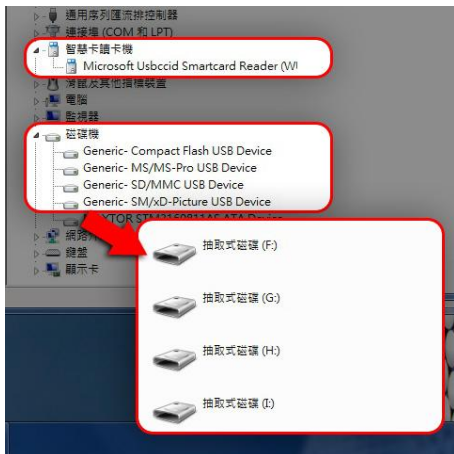 通用序列匯流排控制器
連接埠 (COM 和 LPT)
智慧卡讀卡機
Microsoft Usbccid Smartcard Reader (WU
滑鼠及其他指標裝置
電腦
監視器
磁碟機
Generic- Compact Flash USB Device
Generic- MS/MS-Pro USB Device
Generic- SD/MMC USB Device
Generic- SM/xD-Picture USB Device
STM3160811AS ATA Device
鍵盤
顯示卡
抽取式磁碟 (F:)
抽取式磁碟 (G:)
抽取式磁碟 (H:)
抽取式磁碟 (I:)